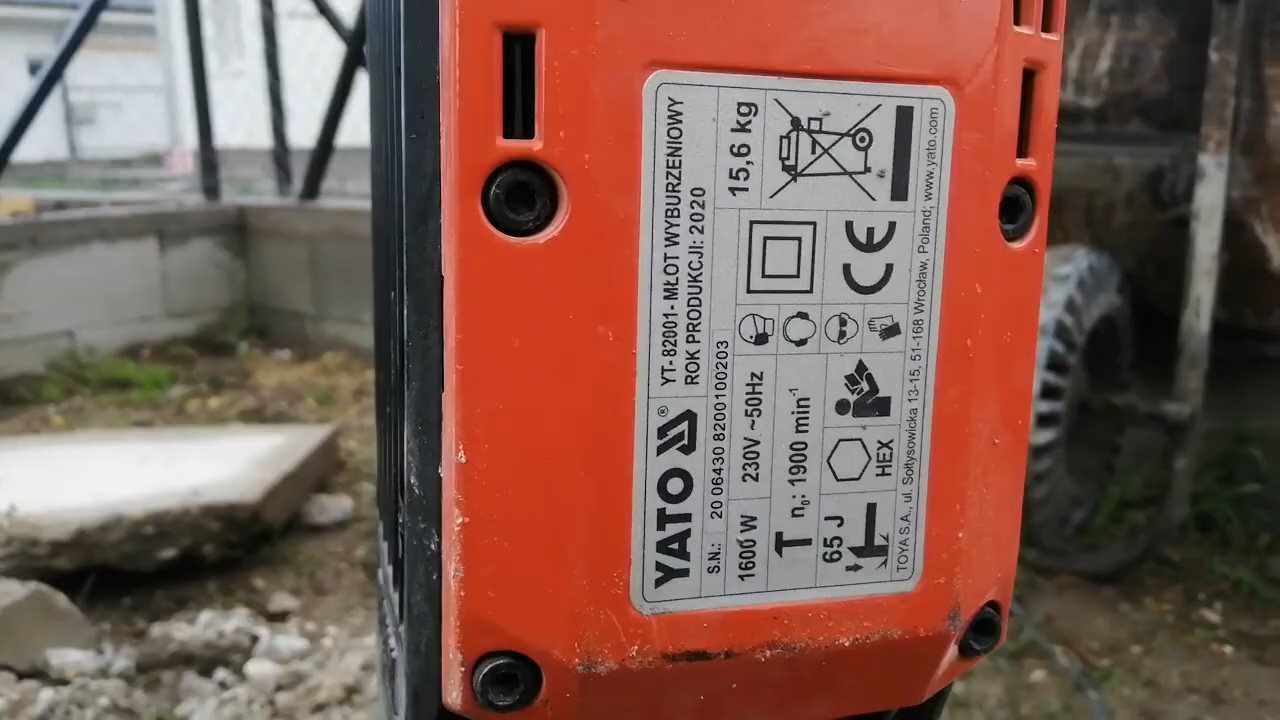 YATO®
YT-82001- MŁOT WYBURZENIOWY
ROK PRODUKCJI: 2020
15,6 kg
S.N.: 20 06430 8200100203
1600 W
230V ~50Hz
n₀: 1900 min⁻¹
65 J
HEX
CE
TOYA S.A., ul. Sołtysowicka 13-15, 51-168 Wrocław, Poland; www.yato.com